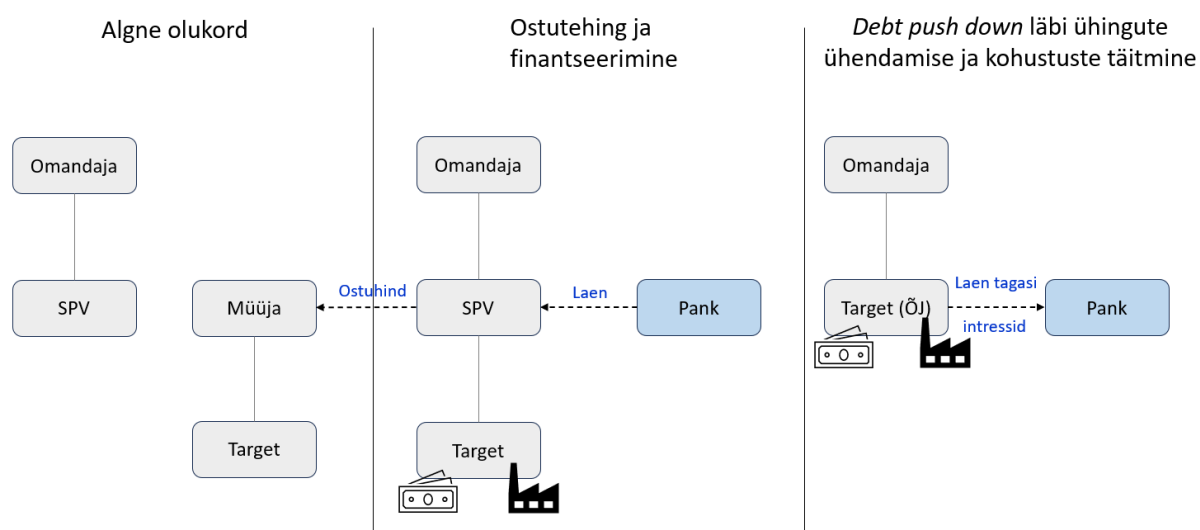 Algne olukord
Omandaja
SPV
Müüja
Target
Ostutehing ja
finantseerimine
Omandaja
Ostuhind
SPV
Laen
Pank
Target
Debt push down läbi ühingute
ühendamise ja kohustuste täitmine
Omandaja
Target (ÕJ)
Laen tagasi
intressid
Pank